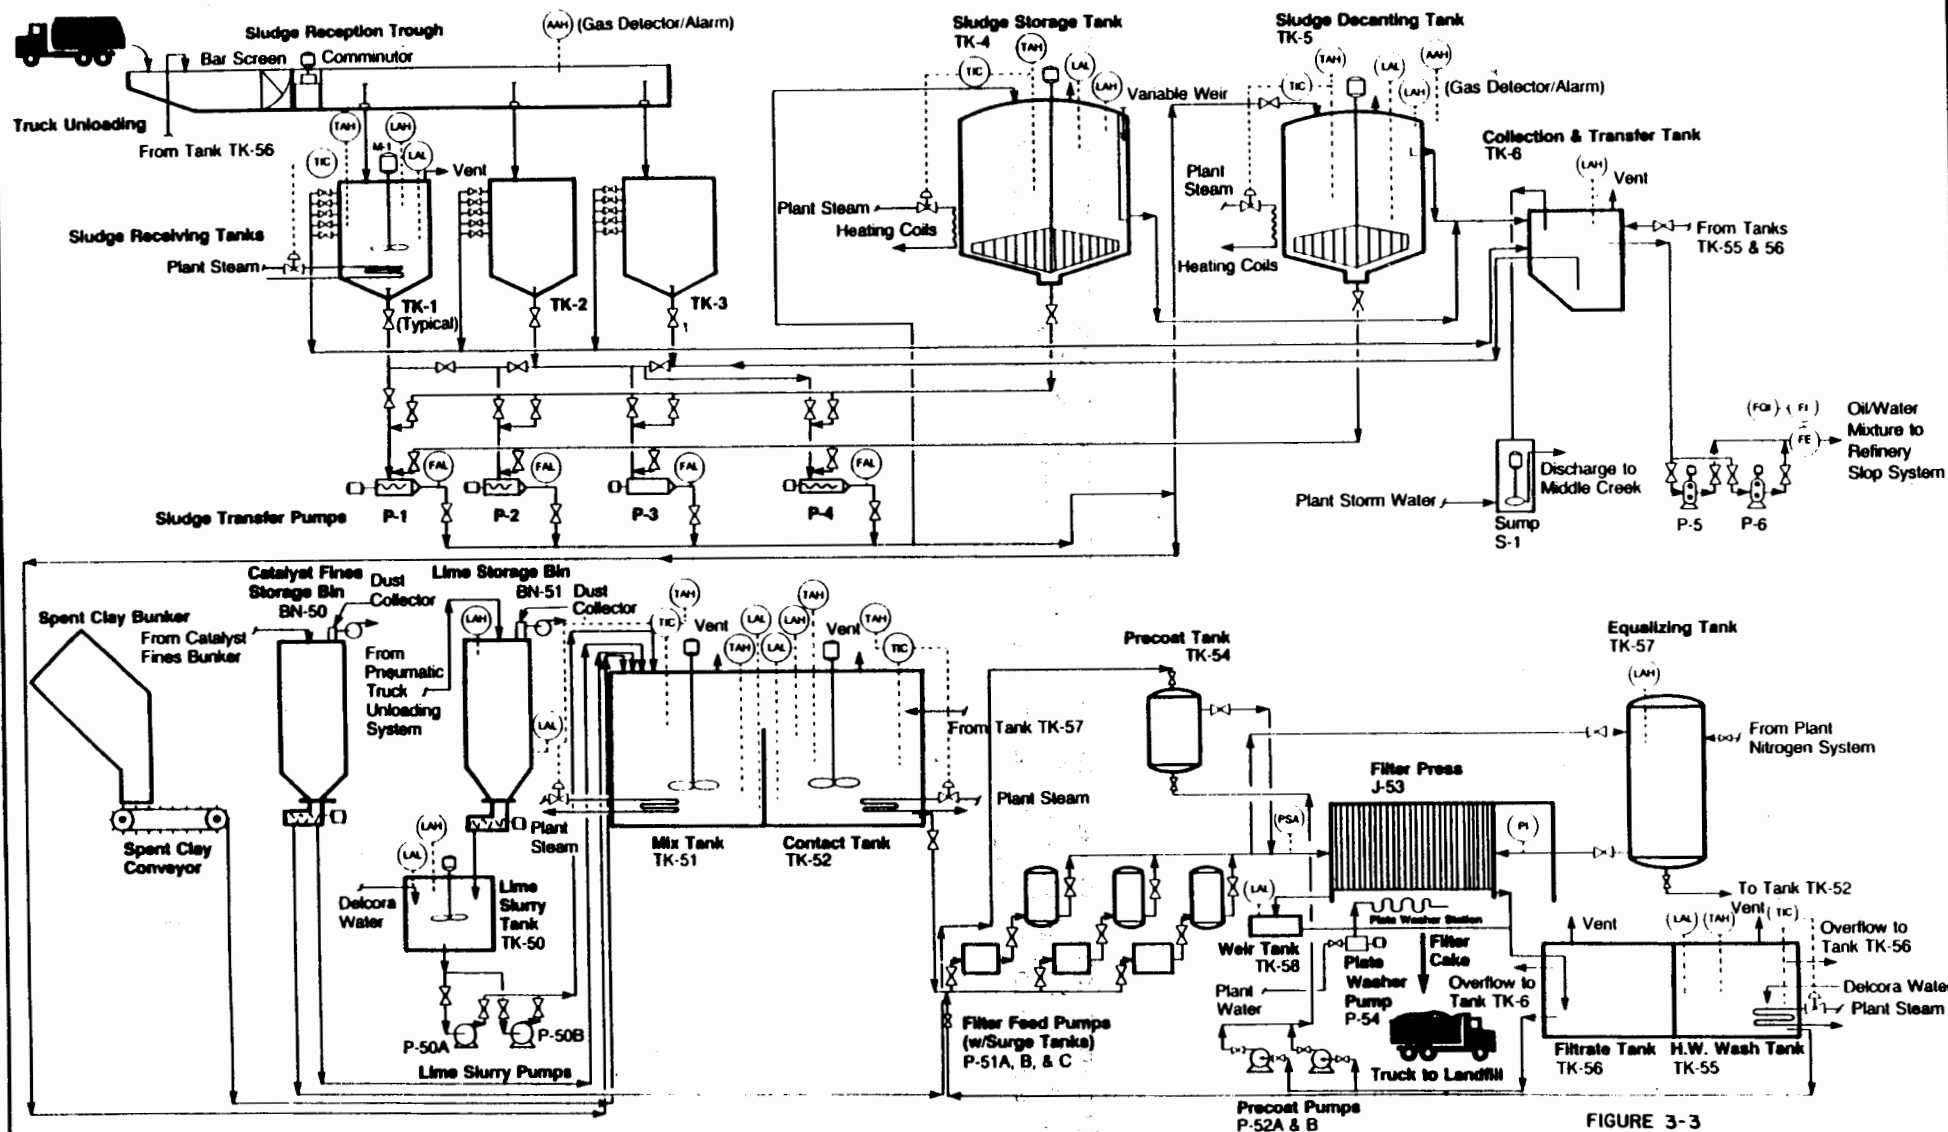 AAH
(Gas Detector/Alarm)
Sludge Reception Trough
Bar Screen
Comminutor
Truck Unloading
From Tank TK-56
TAH
LAH
M-1
TIC
LAL
Vent
Sludge Receiving Tanks
Plant Steam
TK-1
(Typical)
TK-2
TK-3
Sludge Storage Tank
TK-4
TAH
TIC
LAL
LAH
Variable Weir
Plant Steam
Heating Coils
Sludge Decanting Tank
TK-5
TAH
TIC
LAL
AAH
LAH
(Gas Detector/Alarm)
Plant
Steam
Heating Coils
Collection & Transfer Tank
TK-6
LAH
Vent
From Tanks
TK-55 & 56
FAL
FAL
FAL
FAL
Sludge Transfer Pumps
P-1
P-2
P-3
P-4
Plant Storm Water
Discharge to
Middle Creek
Sump
S-1
FQI
FI
FE
Oil/Water
Mixture to
Refinery
Slop System
P-5
P-6
Spent Clay Bunker
Catalyst Fines
Storage Bin
BN-50
Dust
Collector
From Catalyst
Fines Bunker
Lime Storage Bin
BN-51
Dust
Collector
LAH
From
Pneumatic
Truck
Unloading
System
LAL
Spent Clay
Conveyor
LAH
LAL
Delcora
Water
Lime
Slurry
Tank
TK-50
P-50A
P-50B
Lime Slurry Pumps
TAH
TIC
Vent
TAH
LAL
LAL
LAH
TAH
Vent
TAH
TIC
From Tank TK-57
Plant
Steam
Plant Steam
Mix Tank
TK-51
Contact Tank
TK-52
Precoat Tank
TK-54
Equalizing Tank
TK-57
LAH
From Plant
Nitrogen System
Filter Press
J-53
PSA
PI
To Tank TK-52
LAL
Plate Washer Station
Weir Tank
TK-58
Plate
Washer
Pump
P-54
Filter
Cake
Plant
Water
Filter Feed Pumps
(w/Surge Tanks)
P-51A, B, & C
Overflow to
Tank TK-6
Truck to Landfill
Precoat Pumps
P-52A & B
Vent
LAL
TAH
Vent
TIC
Overflow to
Tank TK-56
Delcora Wate
Plant Steam
Filtrate Tank
TK-56
H.W. Wash Tank
TK-55
FIGURE 3-3